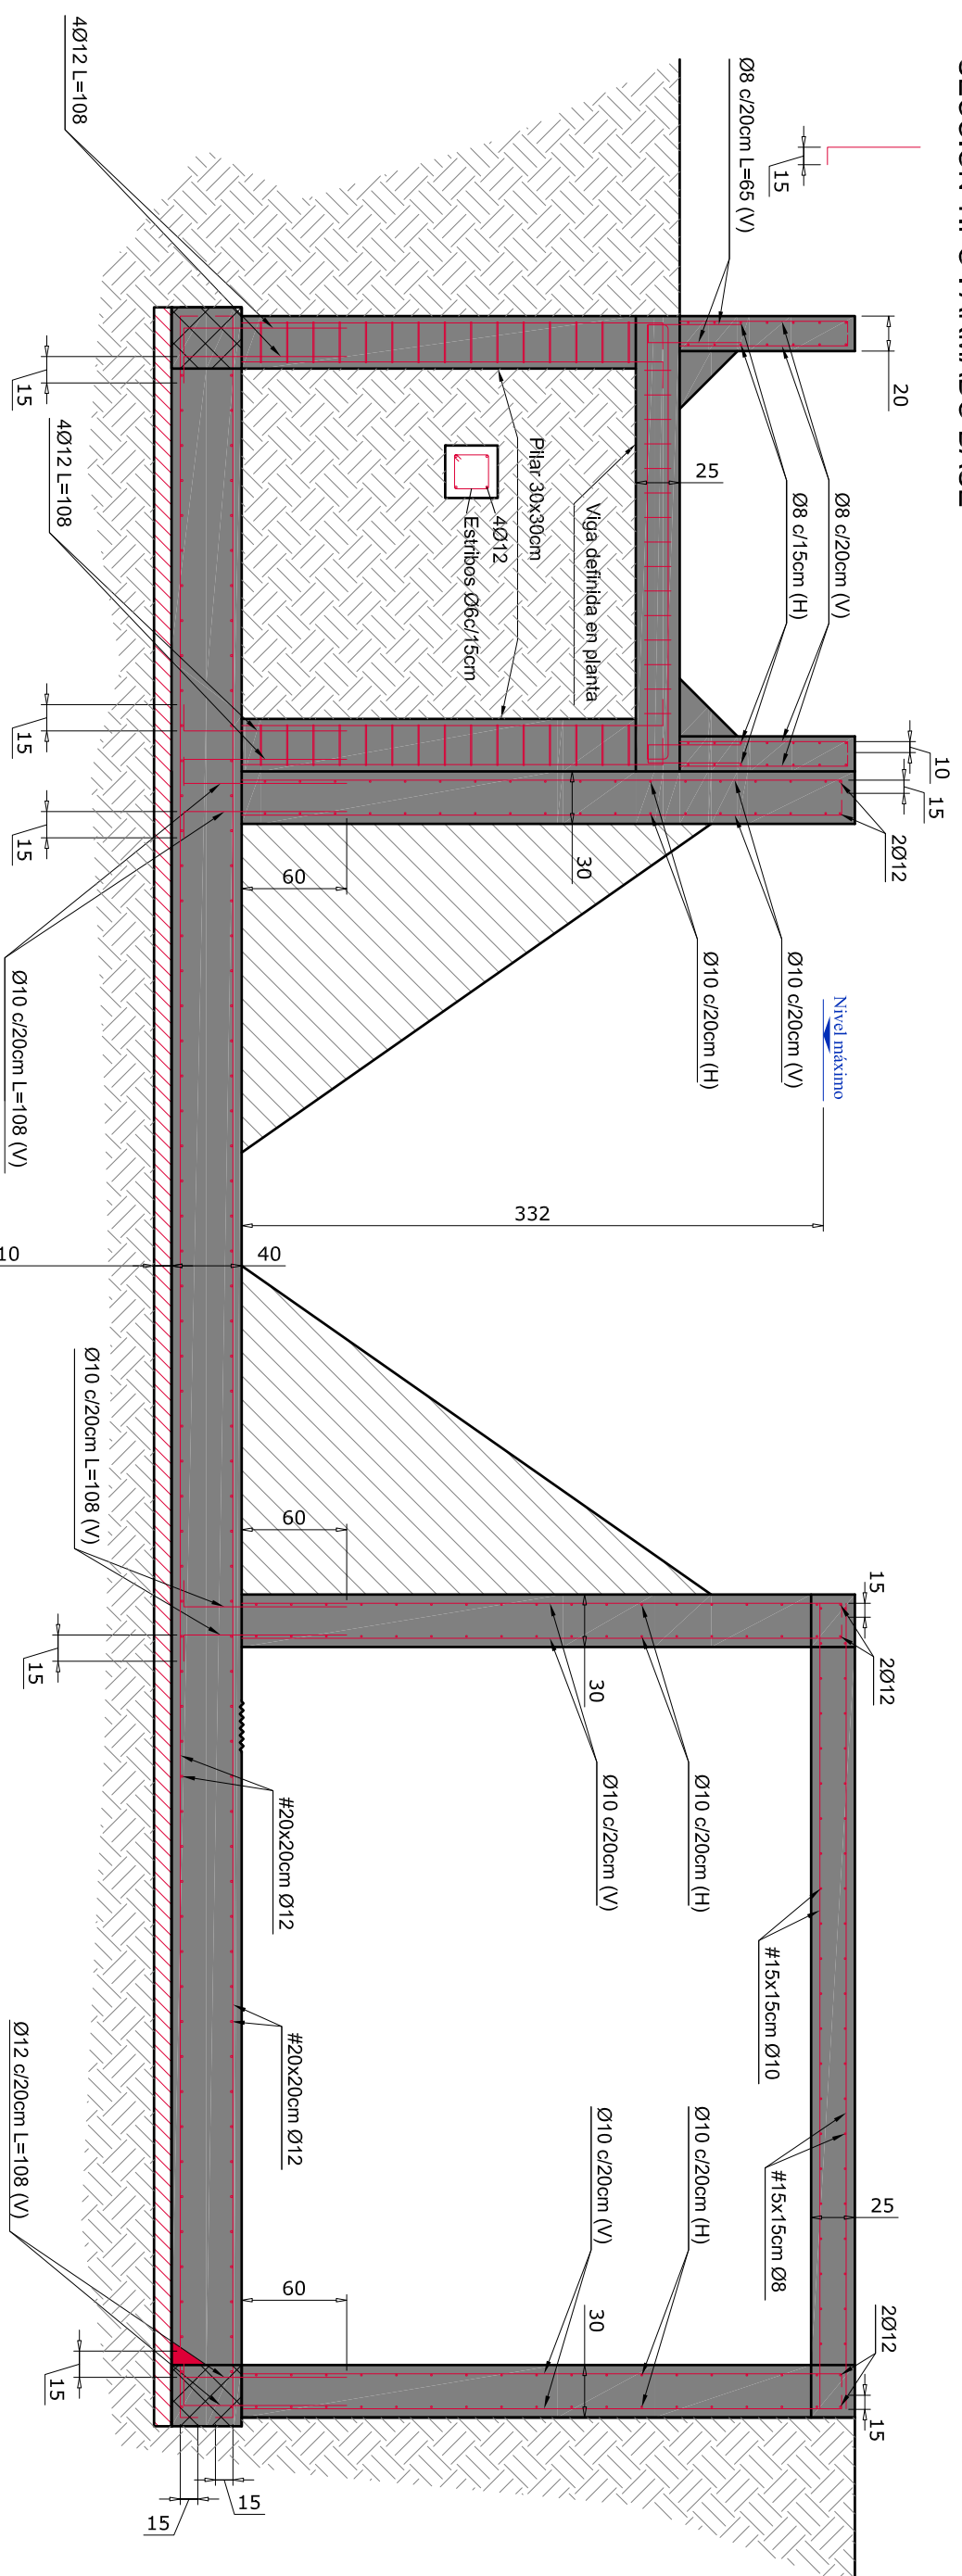 10
15
2Ø12
20
15
2Ø12
2Ø12
15
Nivel máximo
Ø8 c/20cm (V)
Ø8 c/15cm (H)
Ø10 c/20cm (V)
Ø10 c/20cm (H)
25
25
#15x15cm Ø10
#15x15cm Ø8
15
Ø8 c/20cm L=65 (V)
Viga definida en planta
Pilar 30x30cm
4Ø12
Estribos Ø6c/15cm
30
332
30
30
Ø10 c/20cm (H)
Ø10 c/20cm (V)
Ø10 c/20cm (H)
Ø10 c/20cm (V)
60
60
60
40
10
#20x20cm Ø12
#20x20cm Ø12
15
15
15
15
15
15
15
4Ø12 L=108
4Ø12 L=108
Ø10 c/20cm L=108 (V)
Ø10 c/20cm L=108 (V)
Ø12 c/20cm L=108 (V)